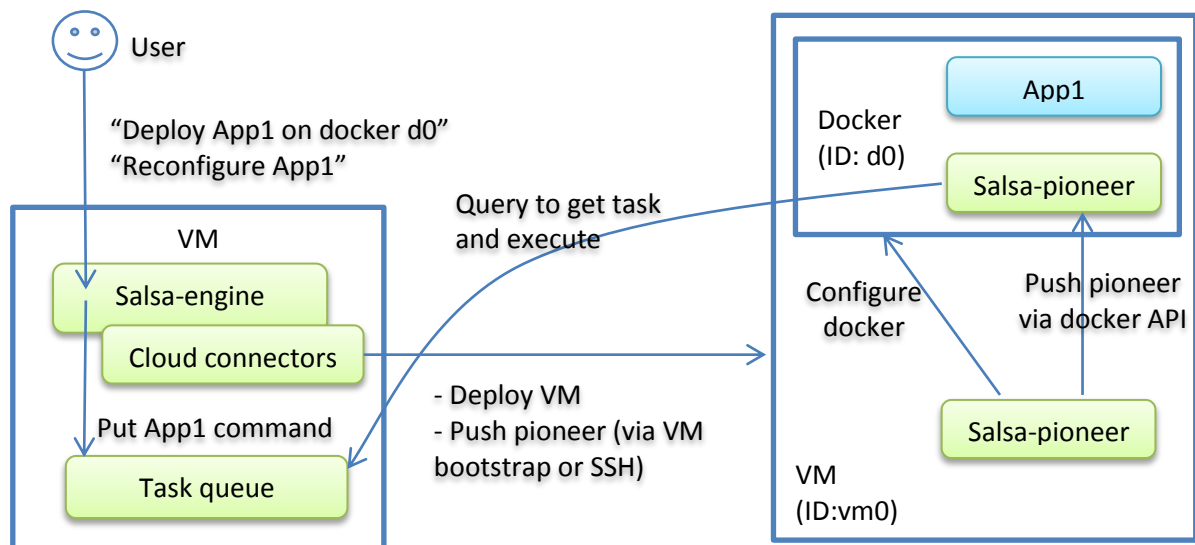 User
“Deploy App1 on docker d0”
“Reconfigure App1”
VM
Salsa-engine
Cloud connectors
Put App1 command
Task queue
Query to get task
and execute
- Deploy VM
- Push pioneer (via VM
bootstrap or SSH)
App1
Docker
(ID: d0)
Salsa-pioneer
Configure
docker
Push pioneer
via docker API
Salsa-pioneer
VM
(ID:vm0)